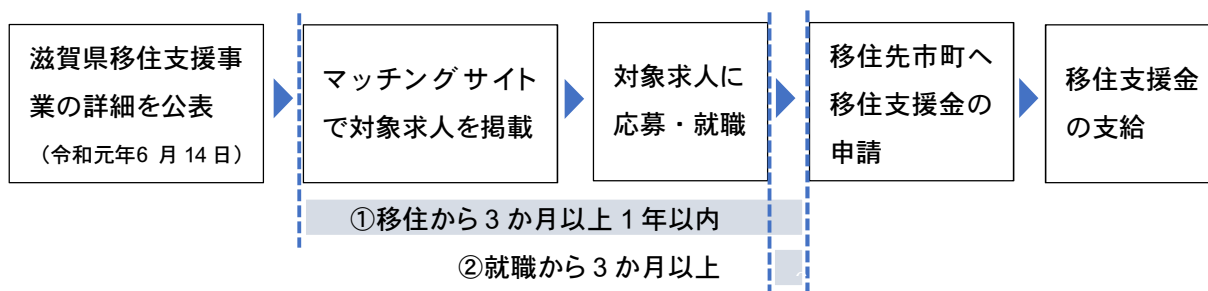 滋賀県移住支援事
業の詳細を公表
（令和元年6 月 14 日）
マッチングサイト
で対象求人を掲載
対象求人に
応募・就職
移住先市町へ
移住支援金の
申請
移住支援金
の支給
①移住から 3 か月以上 1 年以内
②就職から 3 か月以上